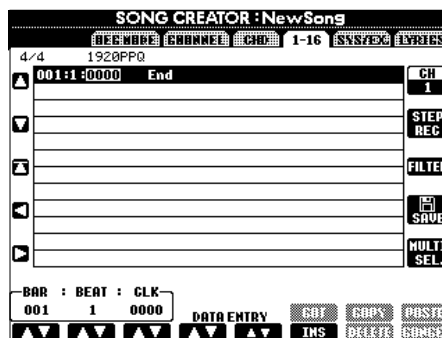 SONG CREATOR : NewSong
REC MODE CHANNEL CHD 1-16 SYS/EX. LYRICS
4/4 1920PPQ
001:1:0000 End
CH
1
STEP
REC
FILTER
SAVE
MULTI
SEL.
BAR : BEAT : CLK
001 1 0000
DATA ENTRY
CUT COPY PASTE
INS DELETE CANCEL